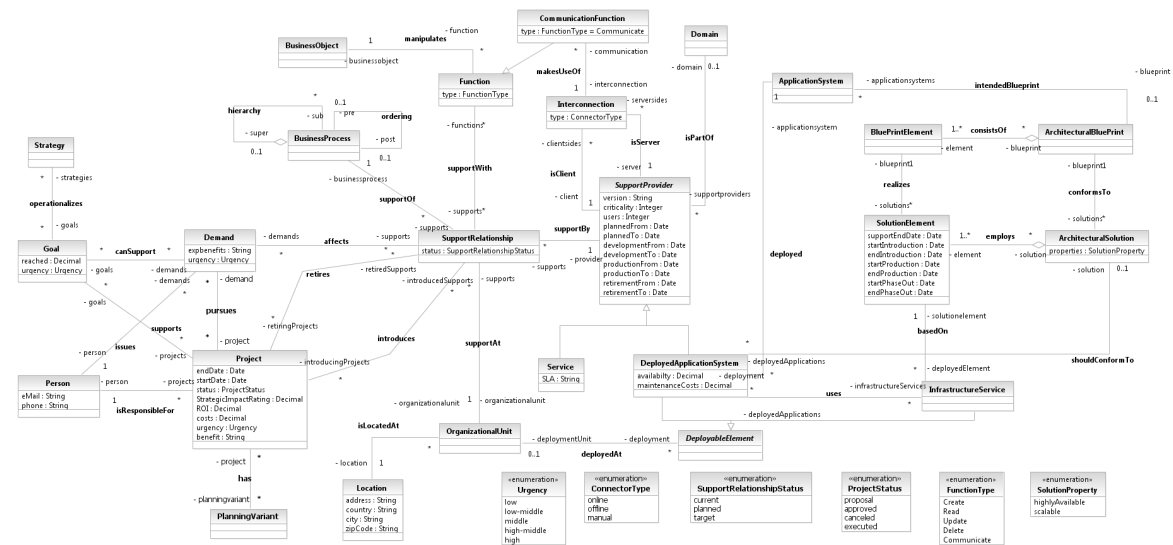 CommunicationFunction
type : FunctionType = Communicate
- function
manipulates
BusinessObject
1
*
- businessobject
Function
type : FunctionType
- communication
*
makesUseOf
1
- interconnection
Domain
- domain
0..1
ApplicationSystem
1
- applicationsystems
*
intendedBlueprint
- blueprint
0..1
- applicationsystem
Interconnection
type : ConnectorType
- serversides
*
- clientsides
*
isServer
- server
1
isClient
- client
1
isPartOf
hierarchy
*
- sub
0..1
- pre
ordering
- super
0..1
- post
0..1
BusinessProcess
1
- businessprocess
supportOf
- functions*
supportWith
- supports*
BluePrintElement
1..*
consistsOf
- element
- blueprint
ArchitecturalBluePrint
- blueprint1
realizes
- solutions*
- blueprint1
conformsTo
- solutions*
Strategy
*
- strategies
operationalizes
*
- goals
SupportProvider
version : String
criticality : Integer
users : Integer
plannedFrom : Date
plannedTo : Date
developmentFrom : Date
developmentTo : Date
productionFrom : Date
productionTo : Date
retirementFrom : Date
retirementTo : Date
- supportproviders
*
SolutionElement
supportEndDate : Date
startIntroduction : Date
endIntroduction : Date
startProduction : Date
endProduction : Date
startPhaseOut : Date
endPhaseOut : Date
1..*
employs
*
- element
- solution
ArchitecturalSolution
properties : SolutionProperty
- solution
0..1
Goal
reached : Decimal
urgency : Urgency
*
canSupport
*
- goals
- demands
Demand
expbenefits : String
urgency : Urgency
- demands
affects
- supports
*
- supports
SupportRelationship
status : SupportRelationshipStatus
supportBy
*
1
- supports
- provider
- demands
*
- demand
*
pursues
*
- project
retires
- retiredSupports
*
- introducedSupports
*
- supports
*
deployed
- goals
*
supports
*
- projects
issues
- retiringProjects
*
introduces
- introducingProjects
*
supportAt
1
- organizationalunit
- organizationalunit
- person
1
Person
eMail : String
phone : String
- person
1
isResponsibleFor
- projects
*
Project
endDate : Date
startDate : Date
status : ProjectStatus
StrategicImpactRating : Decimal
ROI : Decimal
costs : Decimal
urgency : Urgency
benefit : String
Service
SLA : String
DeployedApplicationSystem
availabilty : Decimal
maintenanceCosts : Decimal
*
- deployedApplications
- deployment
*
*
shouldConformTo
1
- solutionelement
basedOn
*
- deployedElement
- infrastructureServices
*
uses
*
- deployedApplications
InfrastructureService
isLocatedAt
*
- location
1
OrganizationalUnit
- deploymentUnit
0..1
deployedAt
- deployment
*
DeployableElement
- project
*
has
- planningvariant
*
PlanningVariant
Location
address : String
country : String
city : String
zipCode : String
«enumeration»
Urgency
low
low-middle
middle
high-middle
high
«enumeration»
ConnectorType
online
offline
manual
«enumeration»
SupportRelationshipStatus
current
planned
target
«enumeration»
ProjectStatus
proposal
approved
canceled
executed
«enumeration»
FunctionType
Create
Read
Update
Delete
Communicate
«enumeration»
SolutionProperty
highlyAvailable
scalable